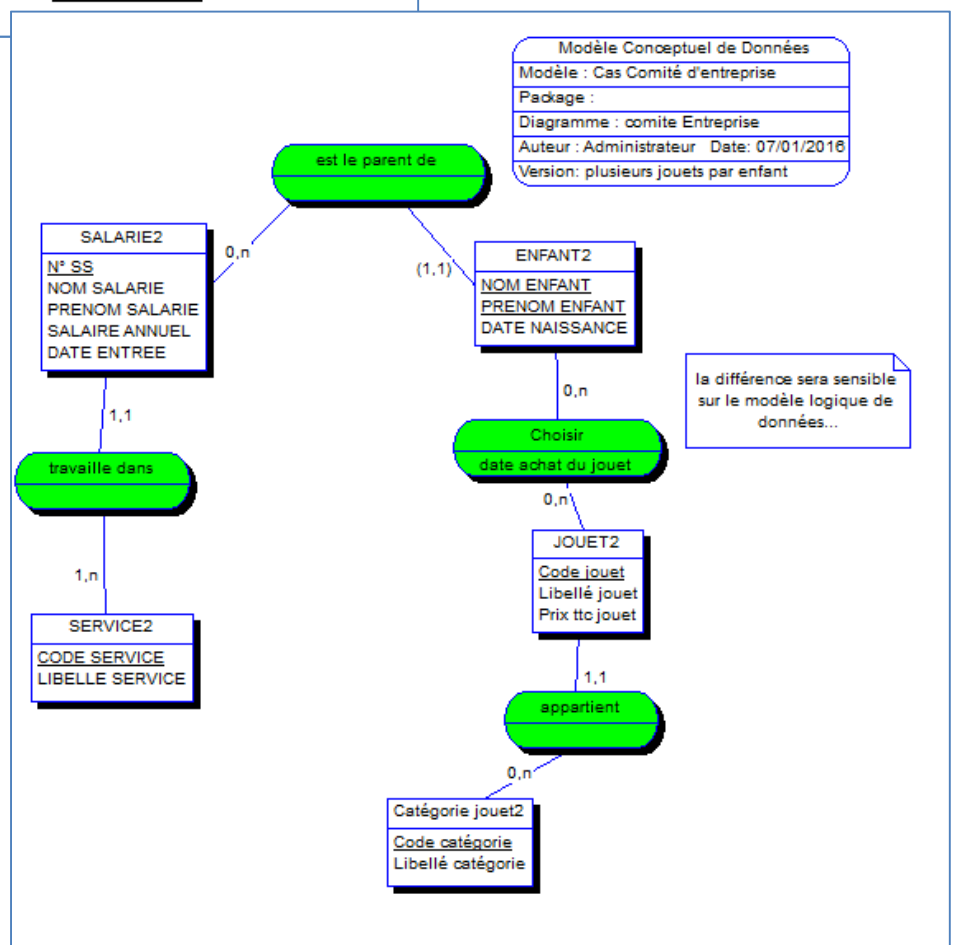 Modèle Conceptuel de Données
Modèle : Cas Comité d'entreprise
Package :
Diagramme : comite Entreprise
Auteur : Administrateur Date: 07/01/2016
Version: plusieurs jouets par enfant
est le parent de
0,n
(1,1)
SALARIE2
N° SS
NOM SALARIE
PRENOM SALARIE
SALAIRE ANNUEL
DATE ENTREE
ENFANT2
NOM ENFANT
PRENOM ENFANT
DATE NAISSANCE
la différence sera sensible
sur le modèle logique de
données...
1,1
0,n
travaille dans
Choisir
date achat du jouet
0,n
1,n
JOUET2
Code jouet
Libellé jouet
Prix ttc jouet
SERVICE2
CODE SERVICE
LIBELLE SERVICE
1,1
appartient
0,n
Catégorie jouet2
Code catégorie
Libellé catégorie